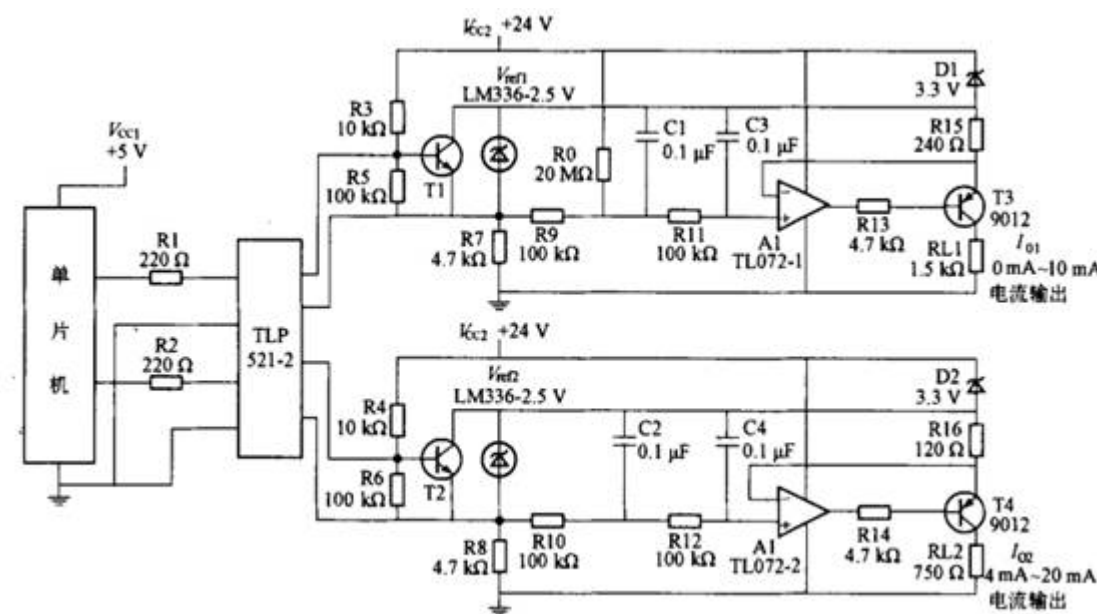 V_CC2 +24 V
V_ref1
LM336-2.5 V
D1
3.3 V
R3
10 kΩ
C1
0.1 μF
C3
0.1 μF
R15
240 Ω
V_CC1
+5 V
R0
20 MΩ
R5
100 kΩ
T1
T3
9012
R1
220 Ω
R7
4.7 kΩ
R9
100 kΩ
R11
100 kΩ
A1
TL072-1
R13
4.7 kΩ
RL1
1.5 kΩ
I_O1
0 mA~10 mA
电流输出
单
片
机
TLP
521-2
R2
220 Ω
V_CC2 +24 V
V_ref2
LM336-2.5 V
D2
3.3 V
R4
10 kΩ
C2
0.1 μF
C4
0.1 μF
R16
120 Ω
R6
100 kΩ
T2
T4
9012
R8
4.7 kΩ
R10
100 kΩ
R12
100 kΩ
A1
TL072-2
R14
4.7 kΩ
RL2
750 Ω
I_O2
4 mA~20 mA
电流输出